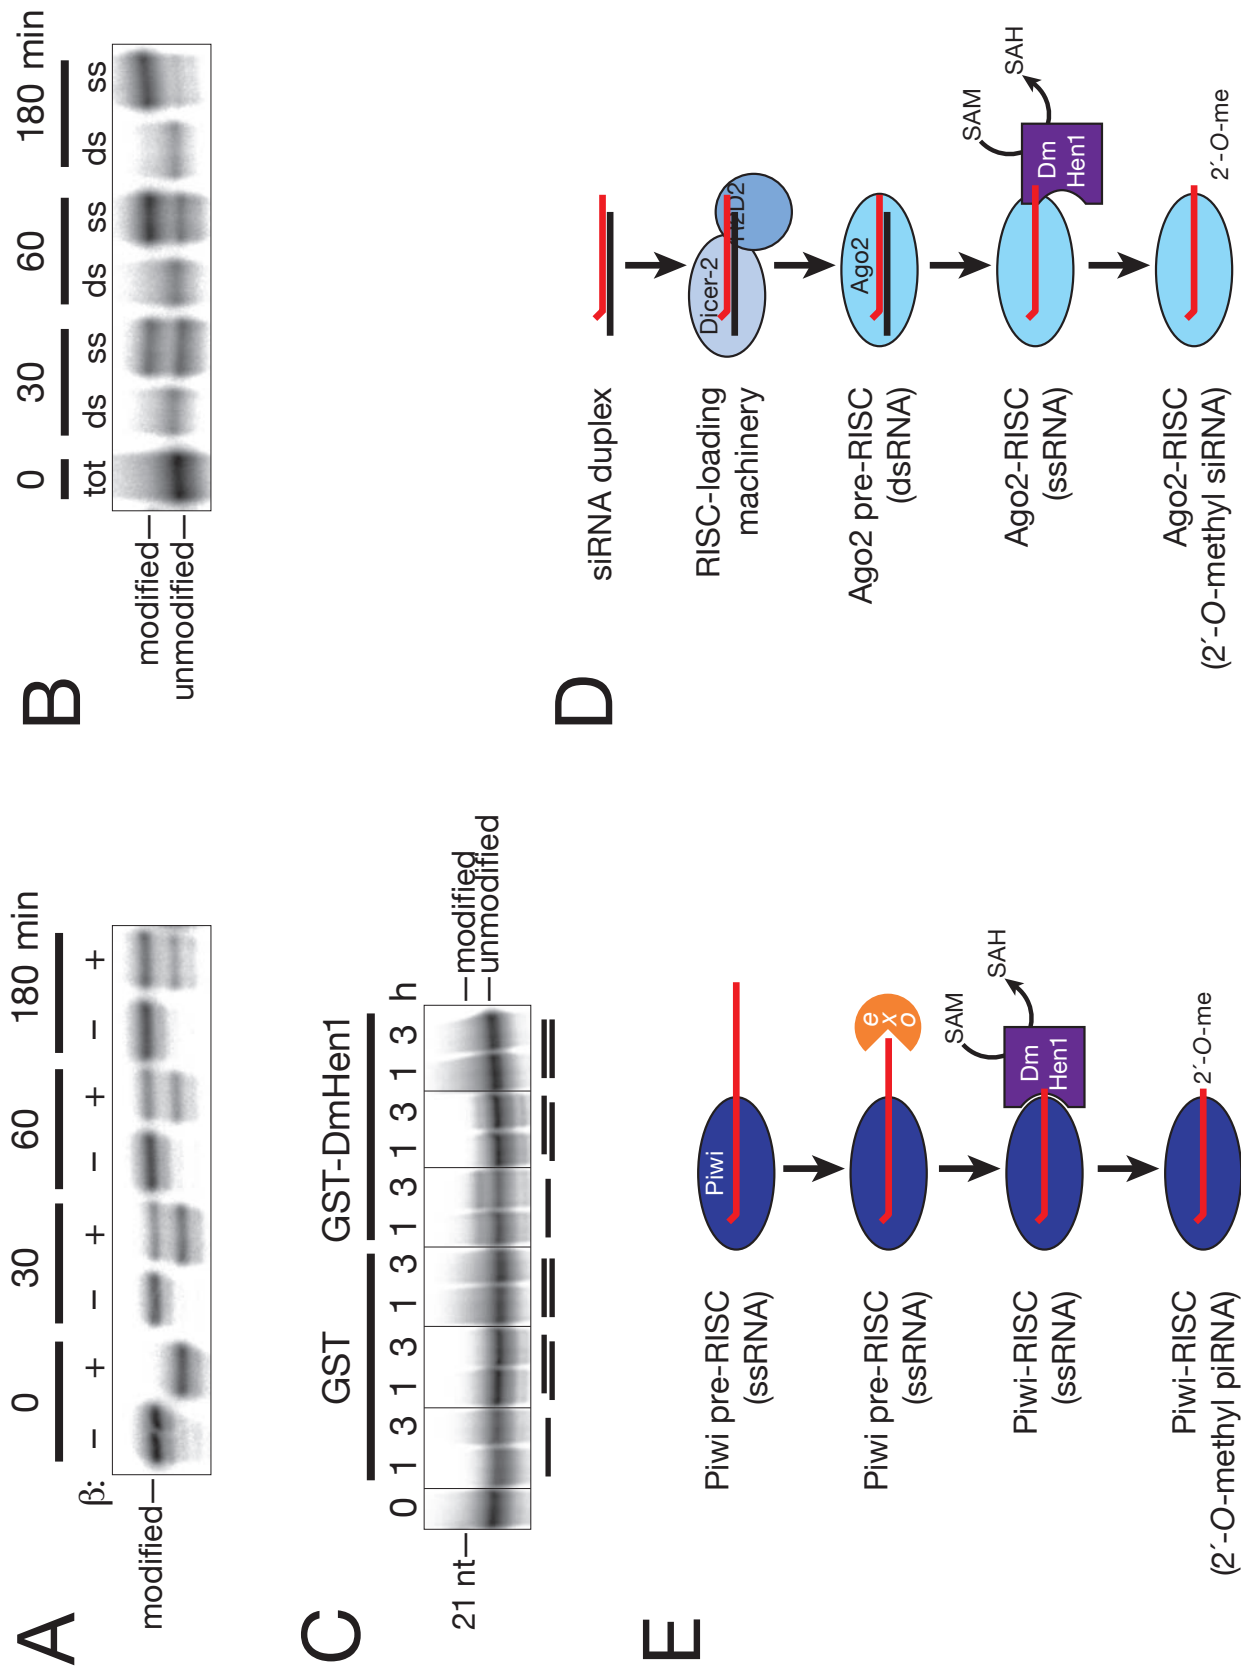 A
0 30 60 180 min
β: – + – + – + – +
modified
B
0 30 60 180 min
tot ds ss ds ss ds ss
modified
unmodified
C
GST GST-DmHen1
0 1 3 1 3 1 3 1 3 1 3 1 3 h
21 nt
modified
unmodified
D
siRNA duplex
RISC-loading
machinery
Dicer-2
R2D2
Ago2 pre-RISC
(dsRNA)
Ago2
Ago2-RISC
(ssRNA)
SAM
SAH
Dm
Hen1
Ago2-RISC
(2´-O-methyl siRNA)
2´-O-me
E
Piwi pre-RISC
(ssRNA)
Piwi
Piwi pre-RISC
(ssRNA)
exo
Piwi-RISC
(ssRNA)
SAM
SAH
Dm
Hen1
Piwi-RISC
(2´-O-methyl piRNA)
2´-O-me